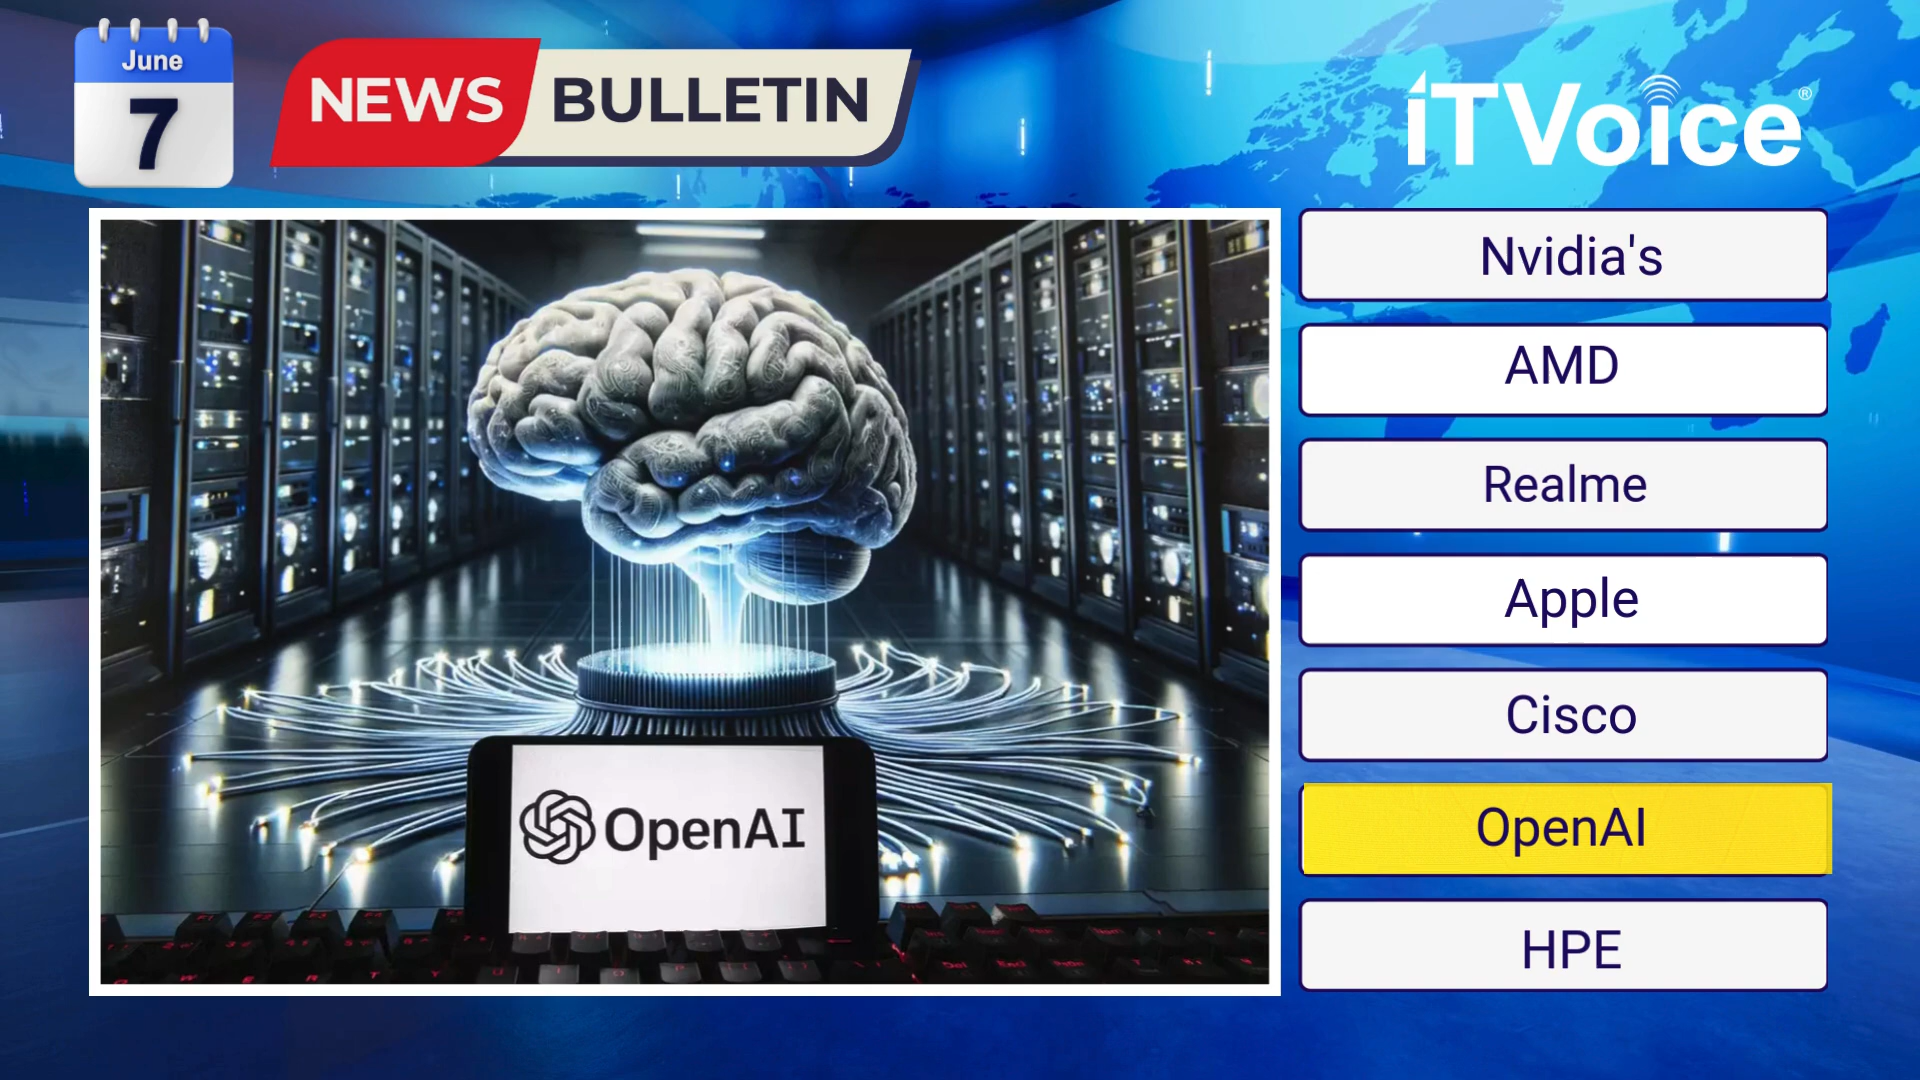 June
7
NEWS BULLETIN
iTVoice®
Nvidia's
AMD
Realme
Apple
Cisco
OpenAI
HPE
OpenAI